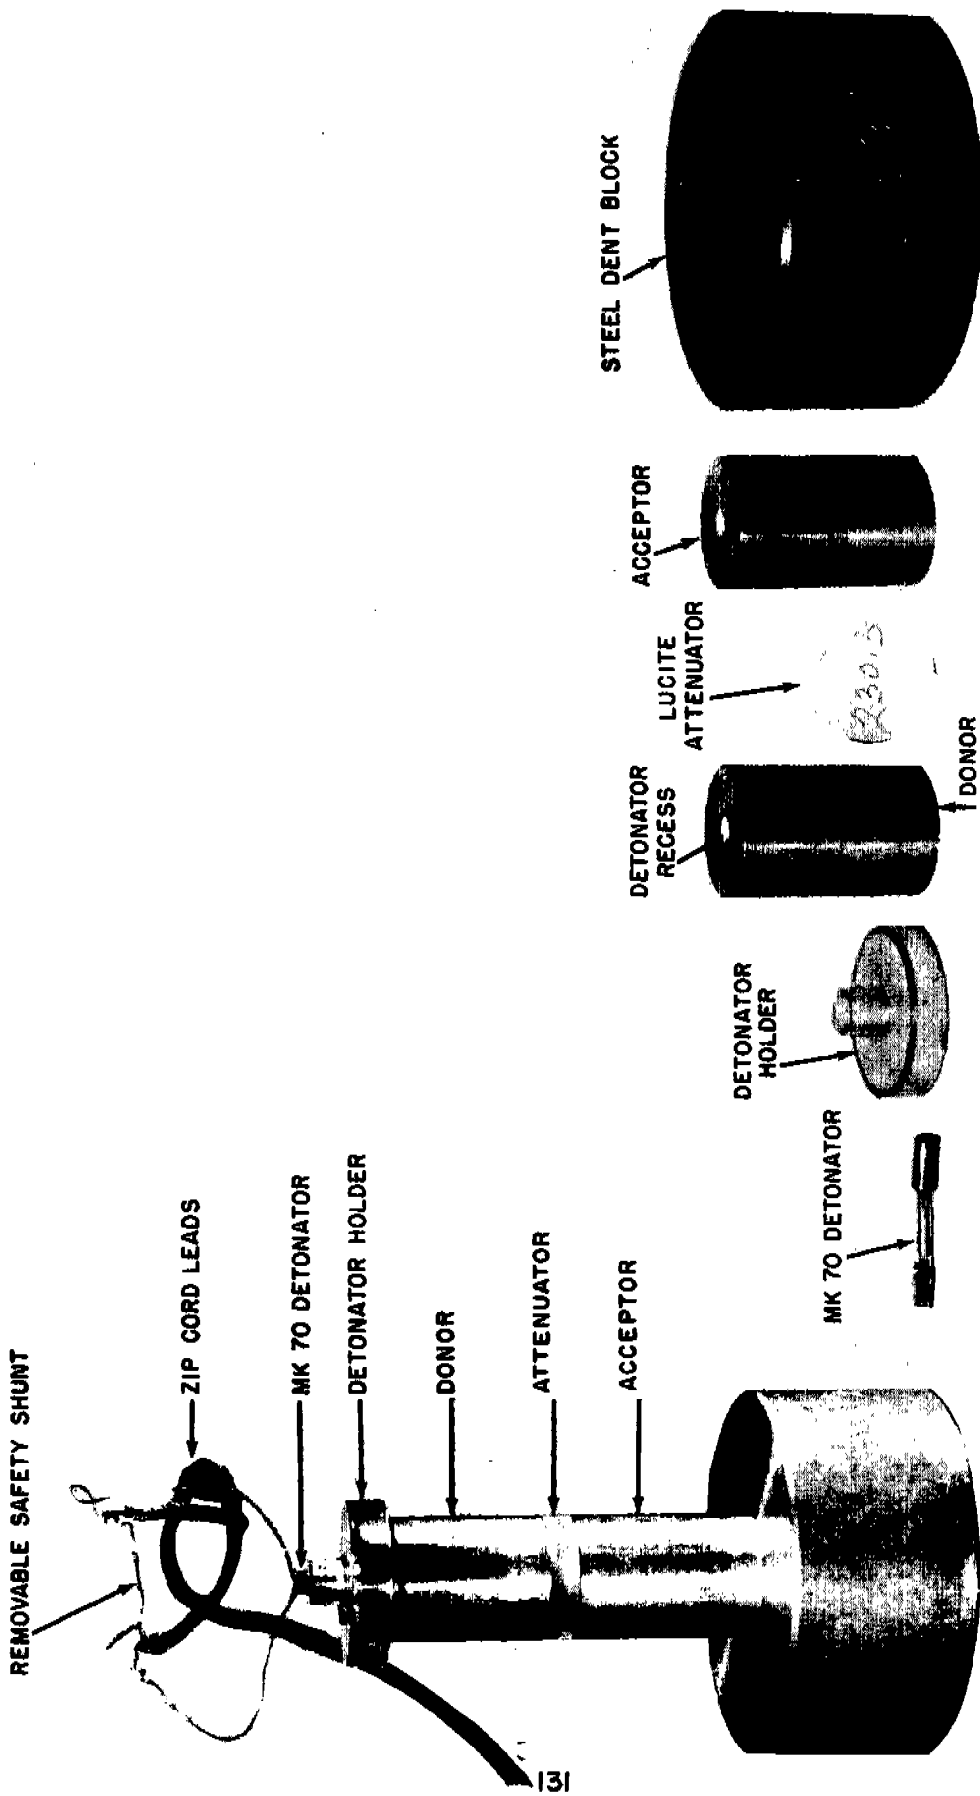 REMOVABLE SAFETY SHUNT
ZIP CORD LEADS
MK 70 DETONATOR
DETONATOR HOLDER
DONOR
ATTENUATOR
ACCEPTOR
MK 70 DETONATOR
DETONATOR
HOLDER
DETONATOR
RECESS
DONOR
LUCITE
ATTENUATOR
ACCEPTOR
STEEL DENT BLOCK
131